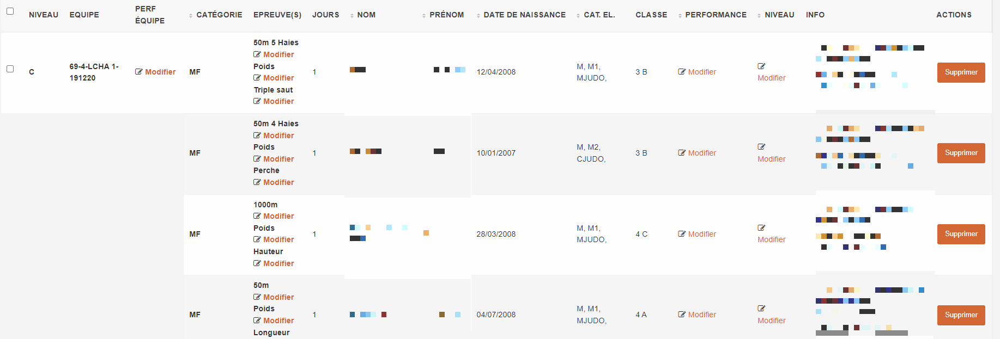 NIVEAU EQUIPE PERF ÉQUIPE CATÉGORIE EPREUVE(S) JOURS NOM PRÉNOM DATE DE NAISSANCE CAT. EL. CLASSE PERFORMANCE NIVEAU INFO ACTIONS
C
69-4-LCHA 1-
191220
Modifier
MF
50m 5 Haies
Modifier
Poids
Modifier
Triple saut
Modifier
1
12/04/2008
M, M1,
MJUDO,
3 B
Modifier
Modifier
Supprimer
MF
50m 4 Haies
Modifier
Poids
Modifier
Perche
Modifier
1
10/01/2007
M, M2,
CJUDO,
3 B
Modifier
Modifier
Supprimer
MF
1000m
Modifier
Poids
Modifier
Hauteur
Modifier
1
28/03/2008
M, M1,
MJUDO,
4 C
Modifier
Modifier
Supprimer
MF
50m
Modifier
Poids
Modifier
Longueur
1
04/07/2008
M, M1,
MJUDO,
4 A
Modifier
Modifier
Supprimer